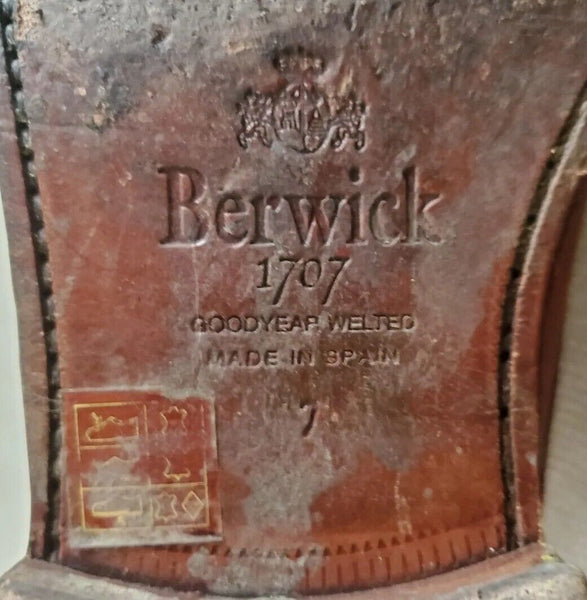 Berwick
1707
GOODYEAR WELTED
MADE IN SPAIN
7